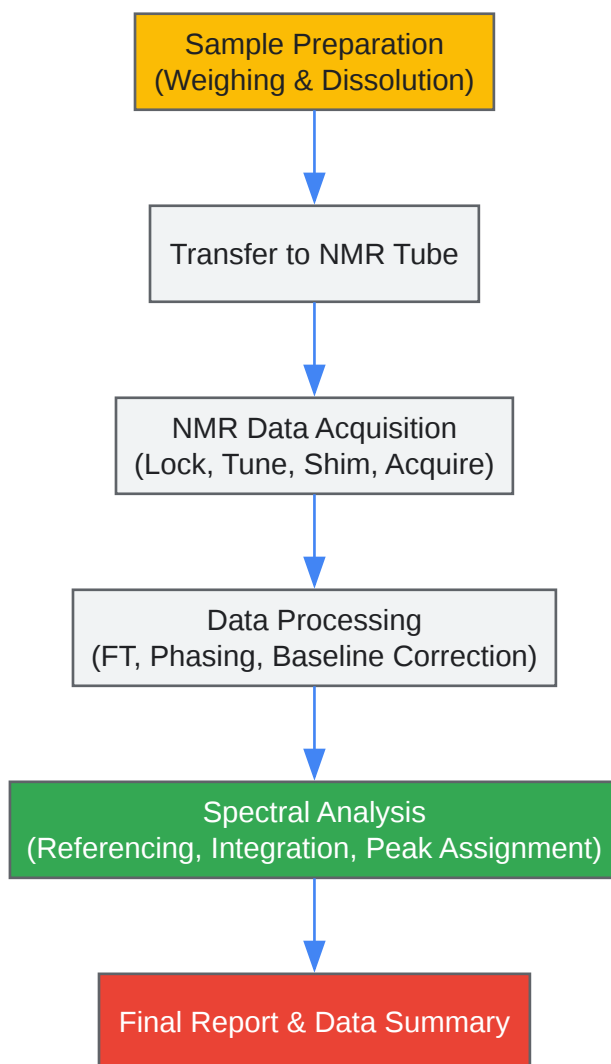 Sample Preparation
(Weighing & Dissolution)
Transfer to NMR Tube
NMR Data Acquisition
(Lock, Tune, Shim, Acquire)
Data Processing
(FT, Phasing, Baseline Correction)
Spectral Analysis
(Referencing, Integration, Peak Assignment)
Final Report & Data Summary